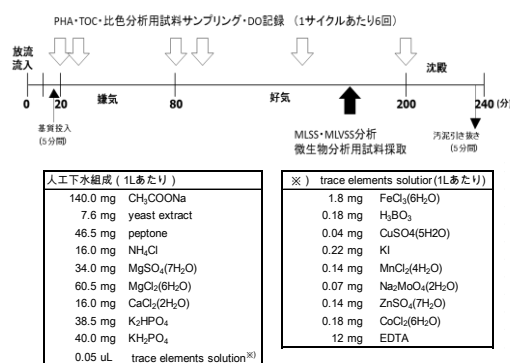 PHA・TOC・比色分析用試料サンプリング・DO記録 （1サイクルあたり6回）
放流
流入
沈殿
嫌気
好気
0 20 80 200 240 (分)
基質投入
(5分間)
MLSS・MLVSS分析
微生物分析用試料採取
汚泥引き抜き
(5分間)
人工下水組成（1Lあたり）
140.0 mg CH₃COONa
7.6 mg yeast extract
46.5 mg peptone
16.0 mg NH₄Cl
34.0 mg MgSO₄(7H₂O)
60.5 mg MgCl₂(6H₂O)
16.0 mg CaCl₂(2H₂O)
38.5 mg K₂HPO₄
40.0 mg KH₂PO₄
0.05 uL trace elements solution※)
※） trace elements solutior(1Lあたり)
1.8 mg FeCl₃(6H₂O)
0.18 mg H₃BO₃
0.04 mg CuSO4(5H2O)
0.22 mg KI
0.14 mg MnCl₂(4H₂O)
0.07 mg Na₂MoO₄(2H₂O)
0.14 mg ZnSO₄(7H₂O)
0.18 mg CoCl₂(6H₂O)
12 mg EDTA